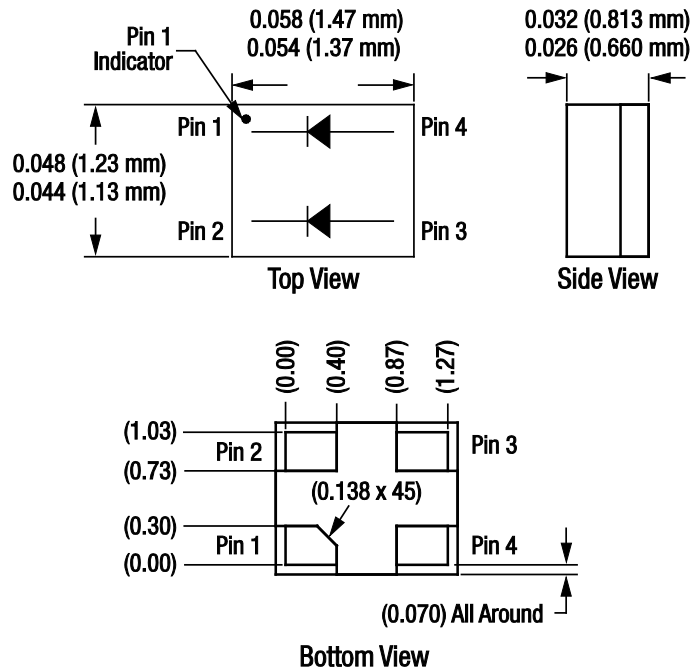 0.058 (1.47 mm)
0.054 (1.37 mm)
0.032 (0.813 mm)
0.026 (0.660 mm)
Pin 1
Indicator
Pin 1
Pin 4
0.048 (1.23 mm)
0.044 (1.13 mm)
Pin 2
Pin 3
Top View
Side View
(0.00)
(0.40)
(0.87)
(1.27)
(1.03)
Pin 2
Pin 3
(0.73)
(0.138 x 45)
(0.30)
Pin 1
Pin 4
(0.00)
(0.070) All Around
Bottom View